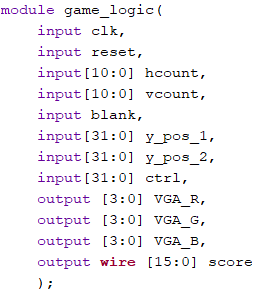 module game_logic(
input clk,
input reset,
input[10:0] hcount,
input[10:0] vcount,
input blank,
input[31:0] y_pos_1,
input[31:0] y_pos_2,
input[31:0] ctrl,
output [3:0] VGA_R,
output [3:0] VGA_G,
output [3:0] VGA_B,
output wire [15:0] score
);